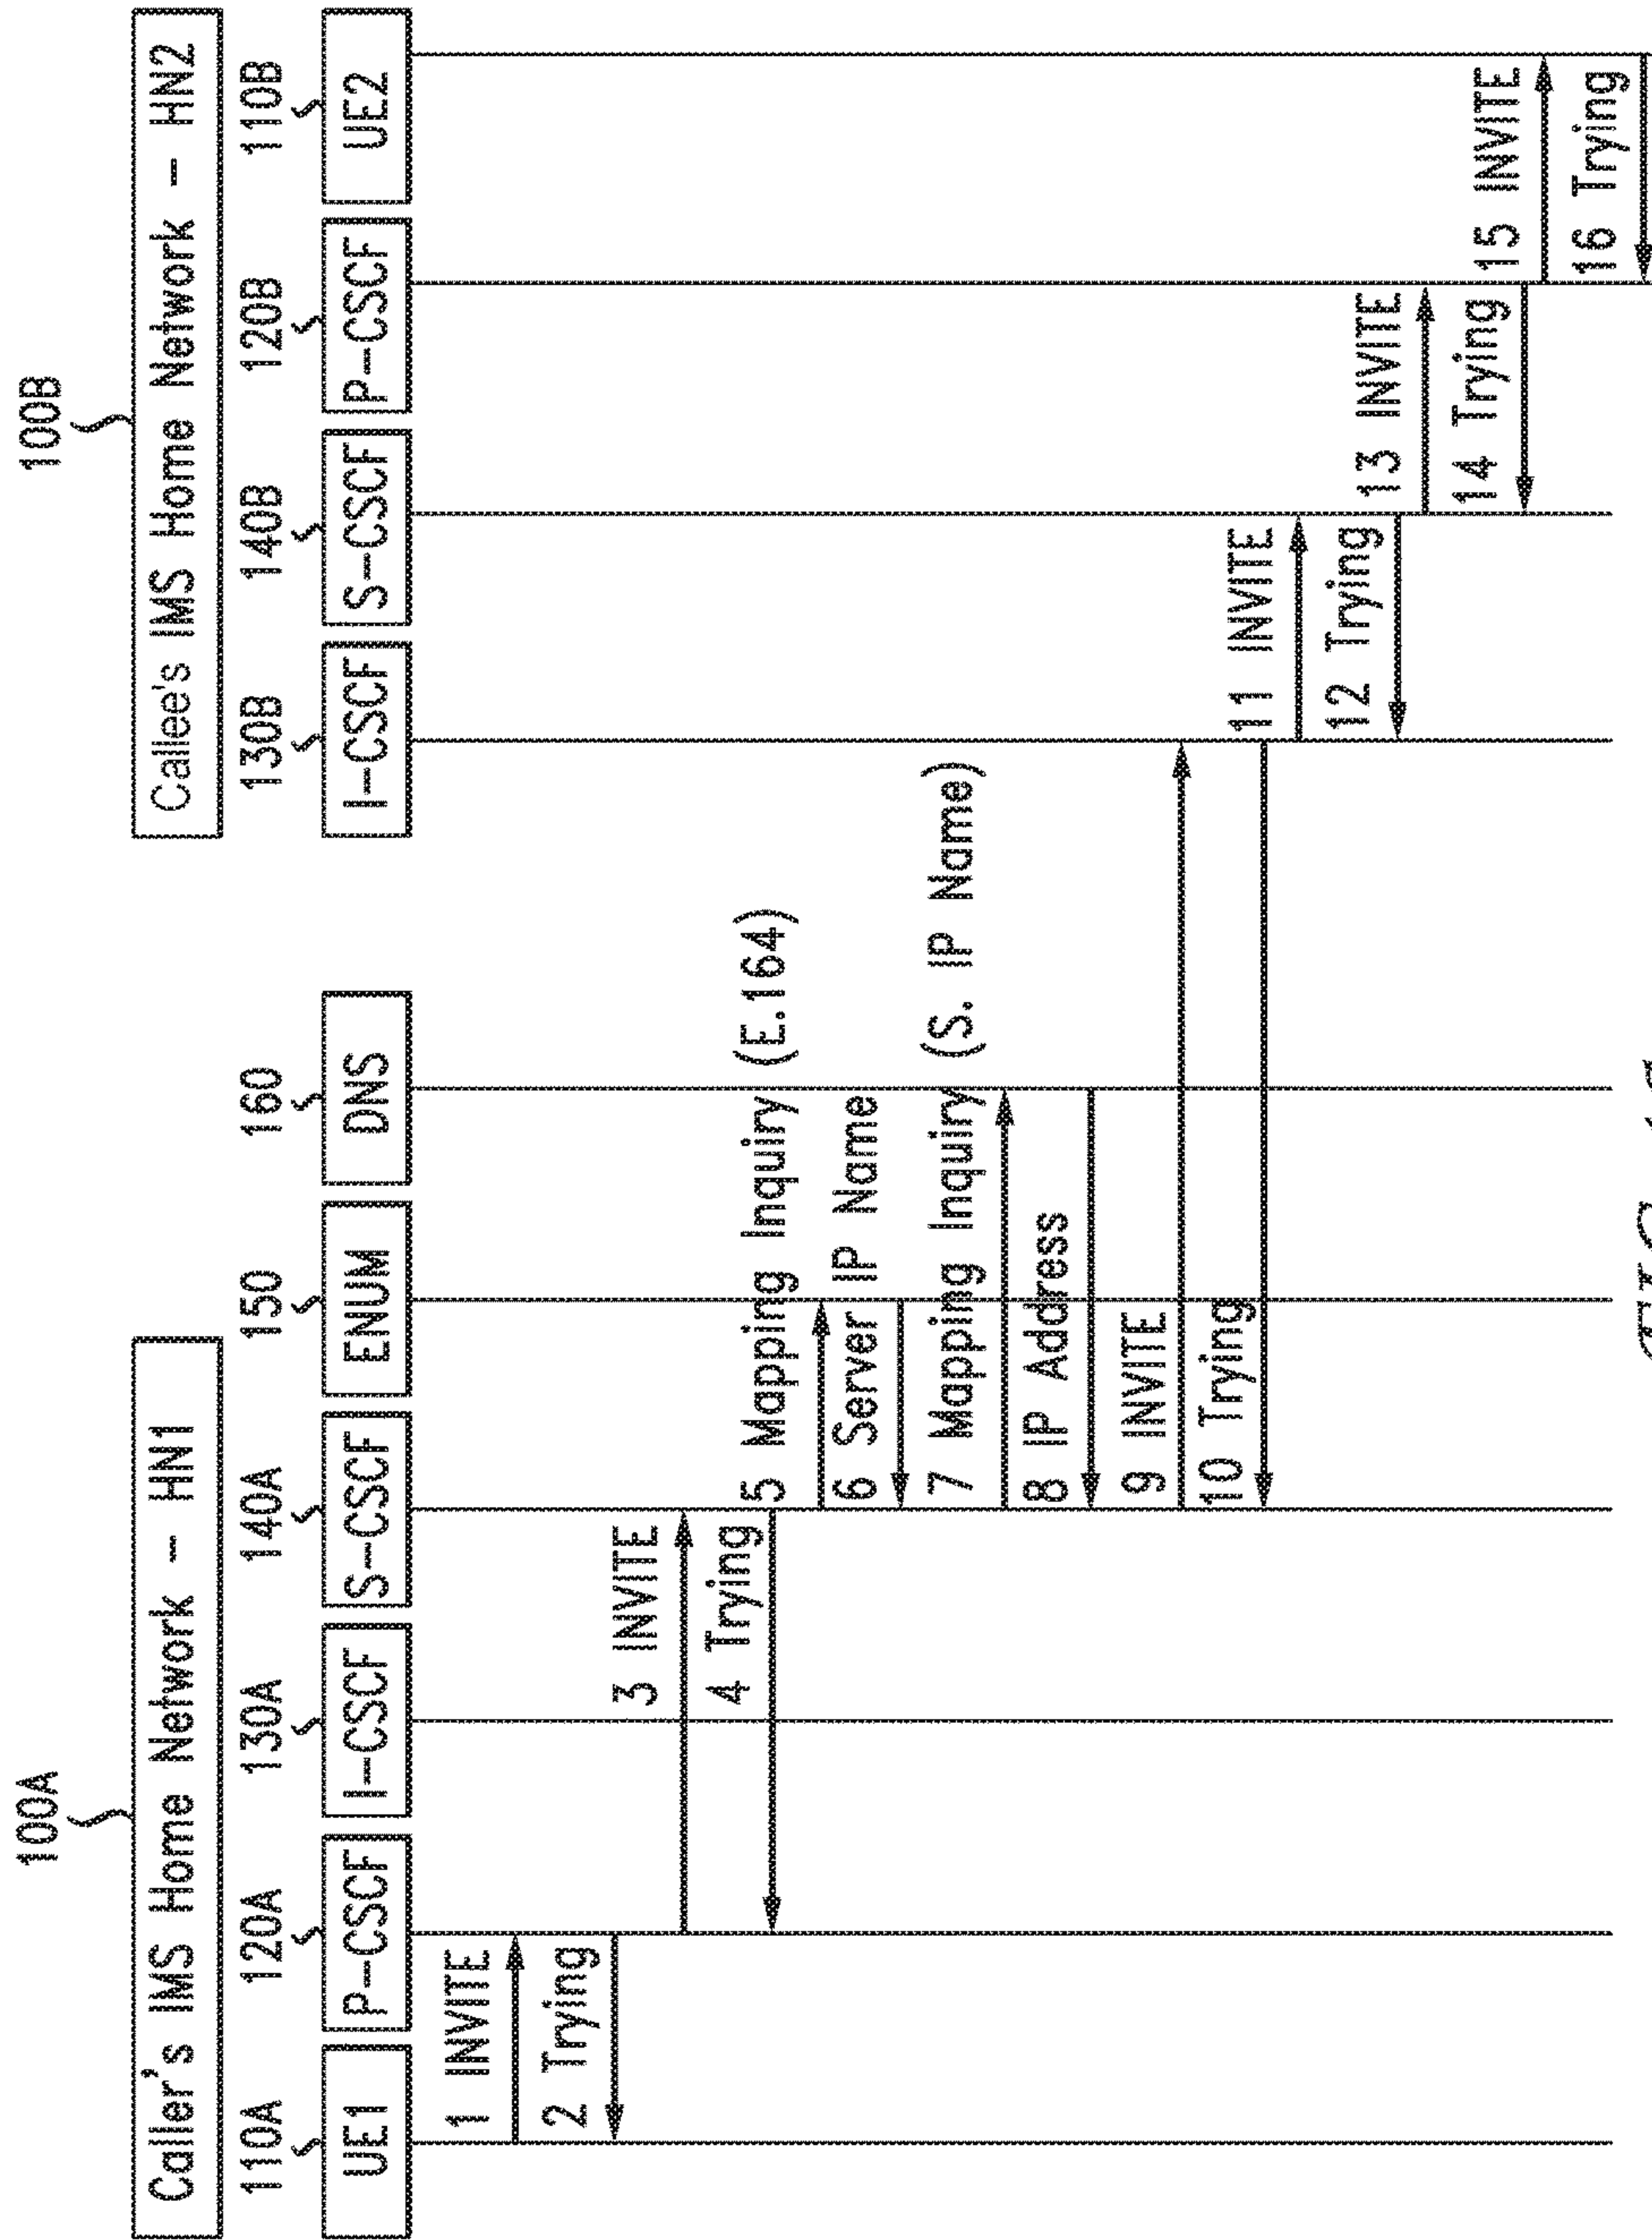 100A
100B
Caller's IMS Home Network - HN1
Callee's IMS Home Network - HN2
110A
120A
130A
140A
150
160
130B
140B
120B
110B
UE1
P-CSCF
I-CSCF
S-CSCF
ENUM
DNS
I-CSCF
S-CSCF
P-CSCF
UE2
1 INVITE
2 Trying
3 INVITE
4 Trying
5 Mapping Inquiry (E.164)
6 Server IP Name
7 Mapping Inquiry (S. IP Name)
8 IP Address
9 INVITE
10 Trying
11 INVITE
12 Trying
13 INVITE
14 Trying
15 INVITE
16 Trying